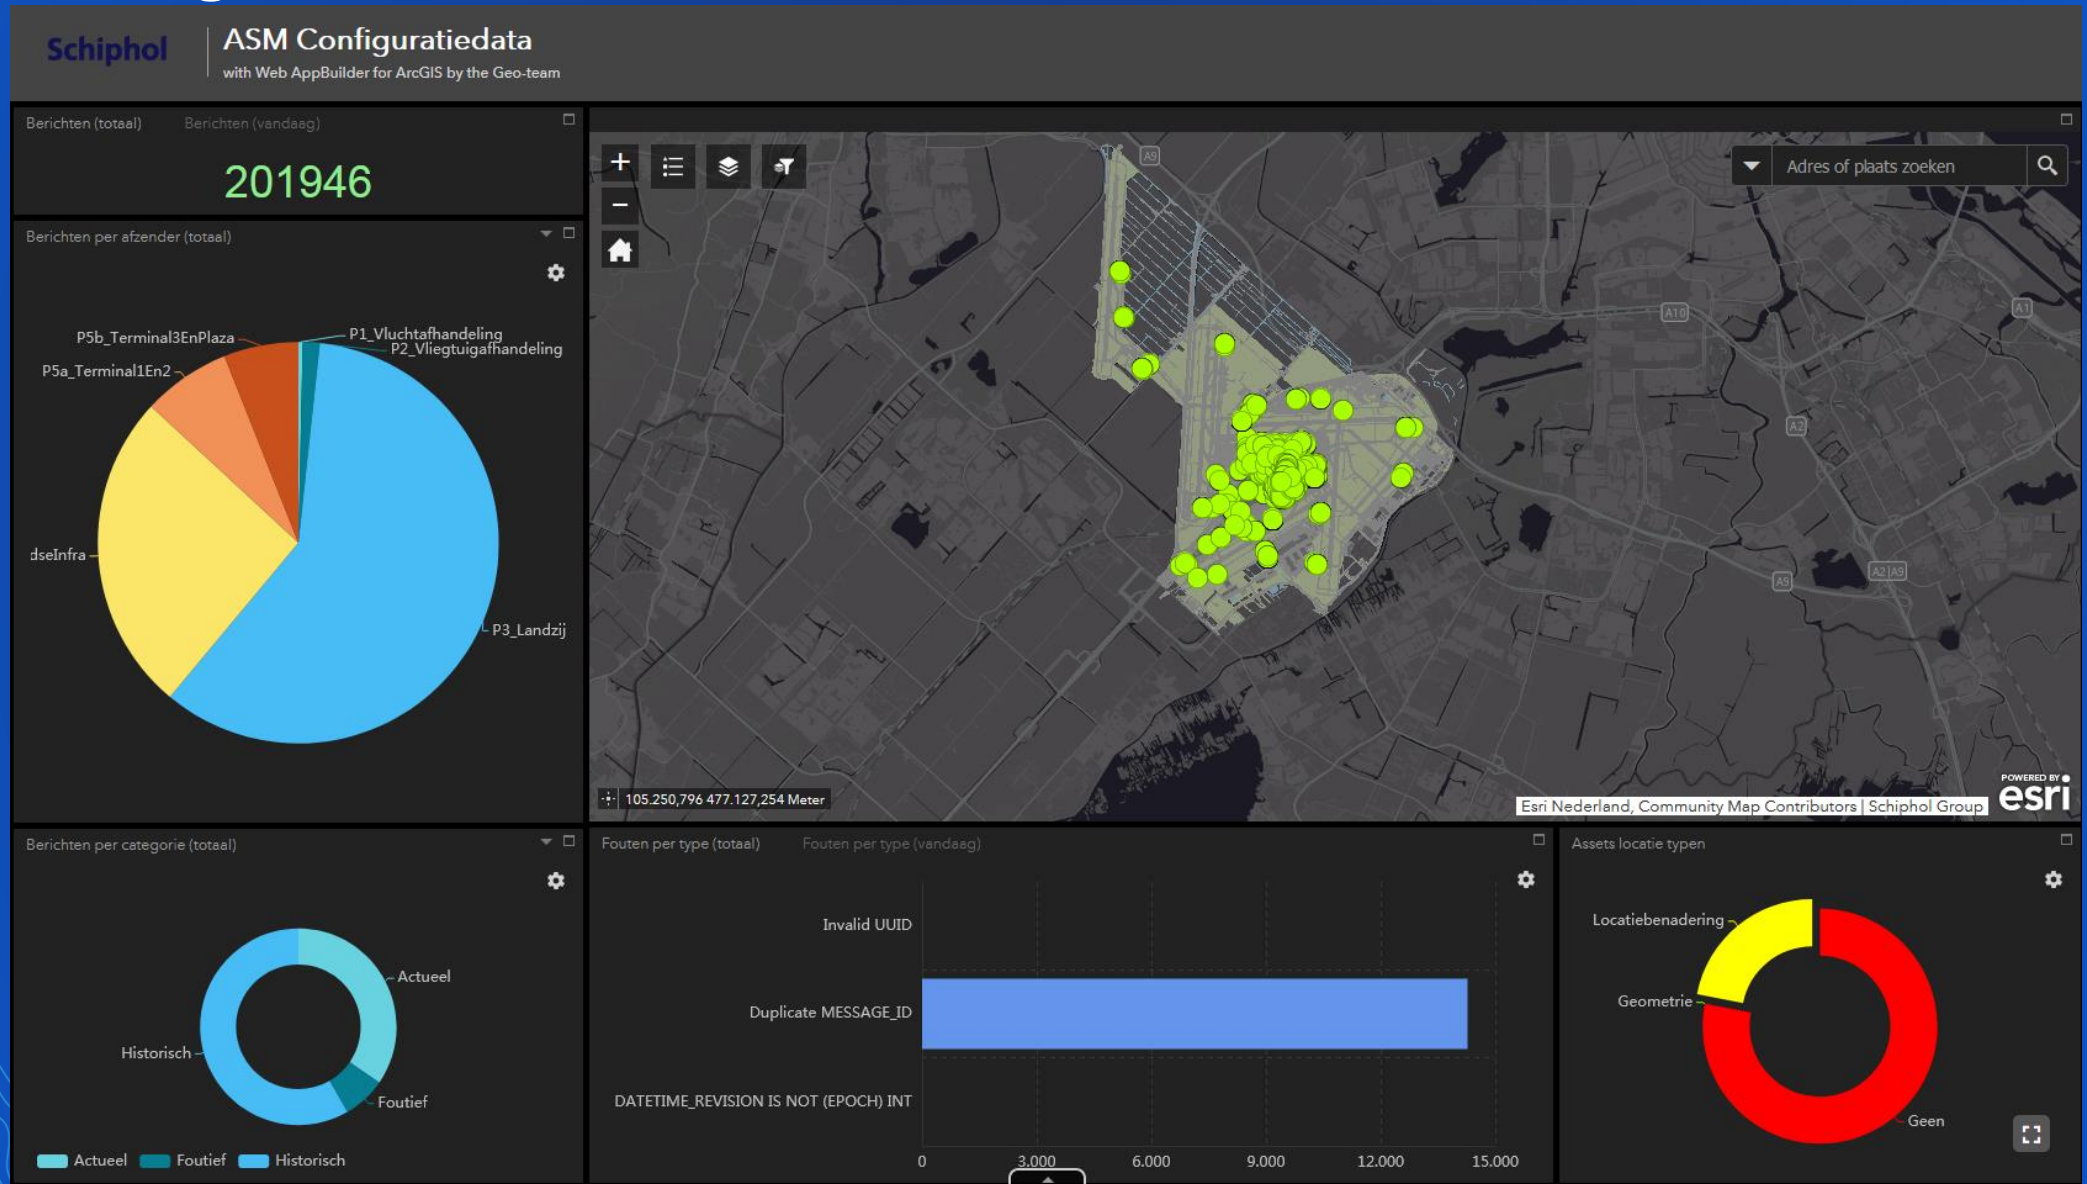 Schiphol
ASM Configuratiedata
with Web AppBuilder for ArcGIS by the Geo-team
Berichten (totaal) Berichten (vandaag)
201946
Berichten per afzender (totaal)
P5b_Terminal3EnPlaza
P1_Vluchtafhandeling
P2_Vliegtuigafhandeling
P5a_Terminal1En2
dseInfra
P3_Landzij
Adres of plaats zoeken
A9
A10
A1
A2
A9
A2|A9
105.250,796 477.127,254 Meter
Esri Nederland, Community Map Contributors | Schiphol Group
POWERED BY
esri
Berichten per categorie (totaal)
Actueel
Historisch
Foutief
Actueel Foutief Historisch
Fouten per type (totaal) Fouten per type (vandaag)
Invalid UUID
Duplicate MESSAGE_ID
DATETIME_REVISION IS NOT (EPOCH) INT
0 3.000 6.000 9.000 12.000 15.000
Assets locatie typen
Locatiebenadering
Geometrie
Geen